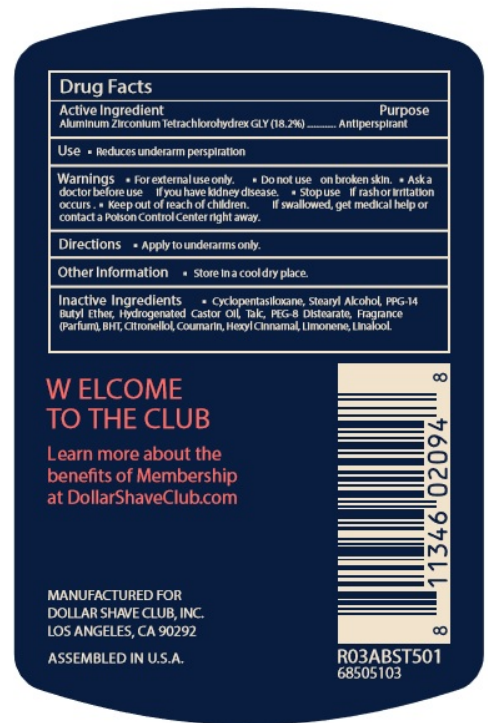 Drug Facts
Active Ingredient Purpose
Aluminum Zirconium Tetrachlorohydrex GLY (18.2%) ............ Antiperspirant
Use ▪ Reduces underarm perspiration
Warnings ▪ For external use only. ▪ Do not use on broken skin. ▪ Ask a
doctor before use if you have kidney disease. ▪ Stop use if rash or irritation
occurs . ▪ Keep out of reach of children. If swallowed, get medical help or
contact a Poison Control Center right away.
Directions ▪ Apply to underarms only.
Other Information ▪ Store in a cool dry place.
Inactive Ingredients ▪ Cyclopentasiloxane, Stearyl Alcohol, PPG-14
Butyl Ether, Hydrogenated Castor Oil, Talc, PEG-8 Distearate, Fragrance
(Parfum), BHT, Citronellol, Coumarin, Hexyl Cinnamal, Limonene, Linalool.
W ELCOME
TO THE CLUB
Learn more about the
benefits of Membership
at DollarShaveClub.com
MANUFACTURED FOR
DOLLAR SHAVE CLUB, INC.
LOS ANGELES, CA 90292
ASSEMBLED IN U.S.A.
8 11346 02094 8
R03ABST501
68505103